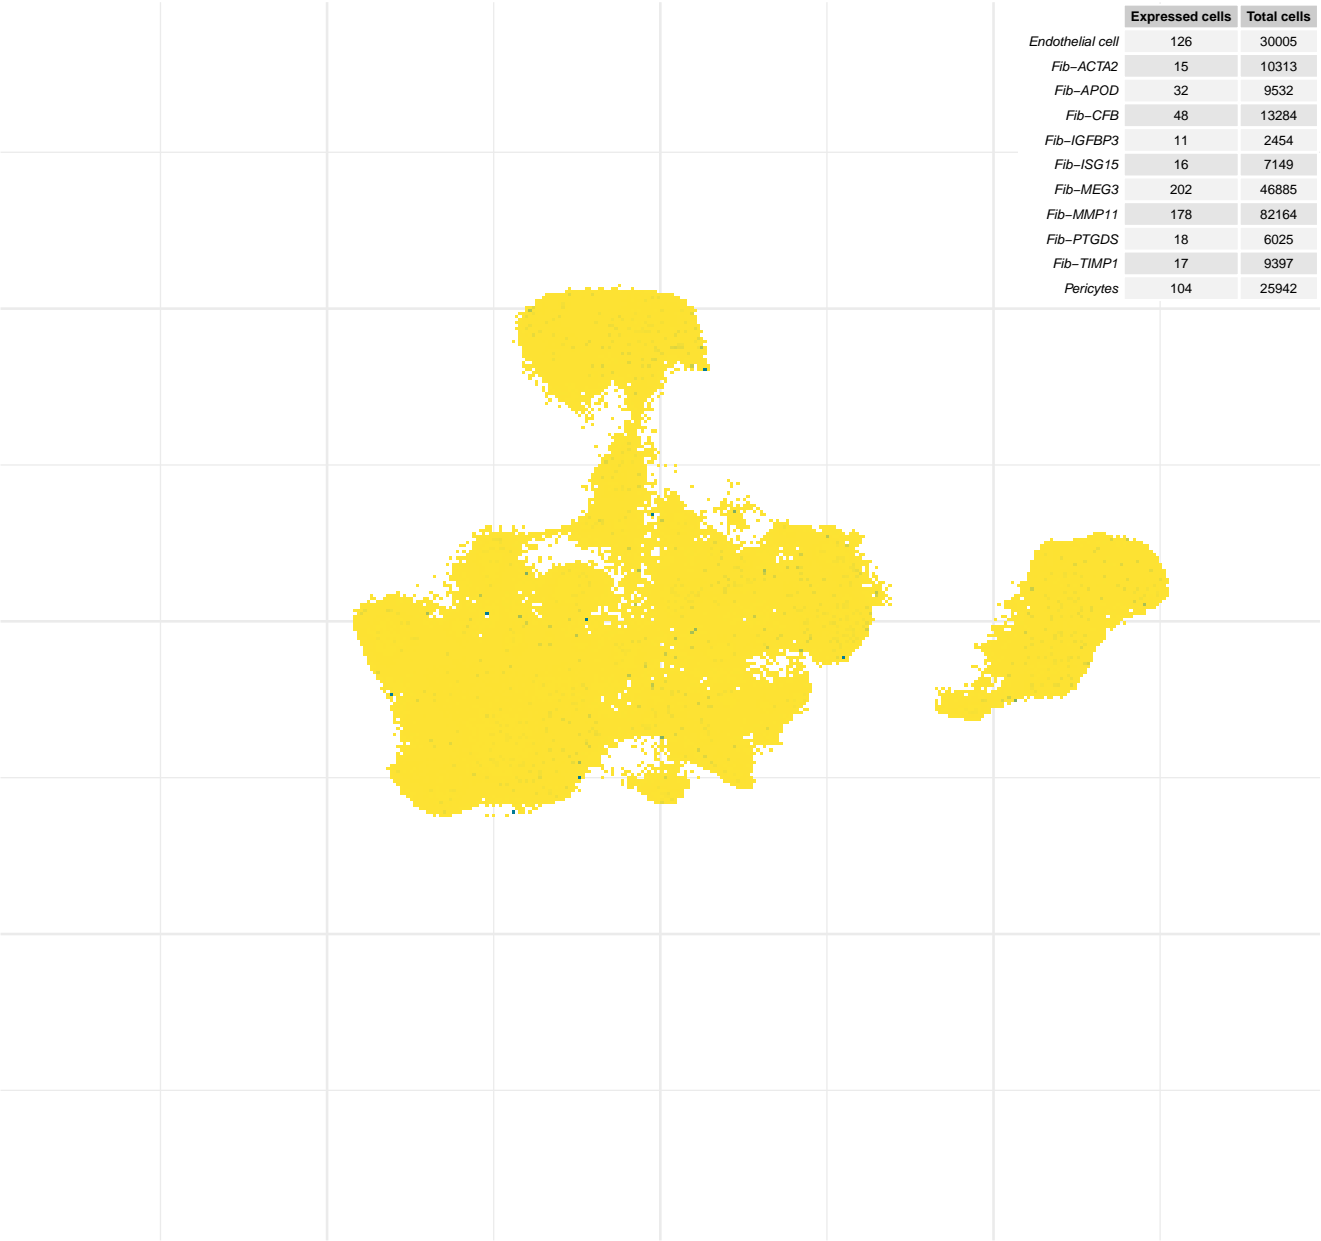 Expressed cells Total cells
Endothelial cell 126 30005
Fib−ACTA2 15 10313
Fib−APOD 32 9532
Fib−CFB 48 13284
Fib−IGFBP3 11 2454
Fib−ISG15 16 7149
Fib−MEG3 202 46885
Fib−MMP11 178 82164
Fib−PTGDS 18 6025
Fib−TIMP1 17 9397
Pericytes 104 25942